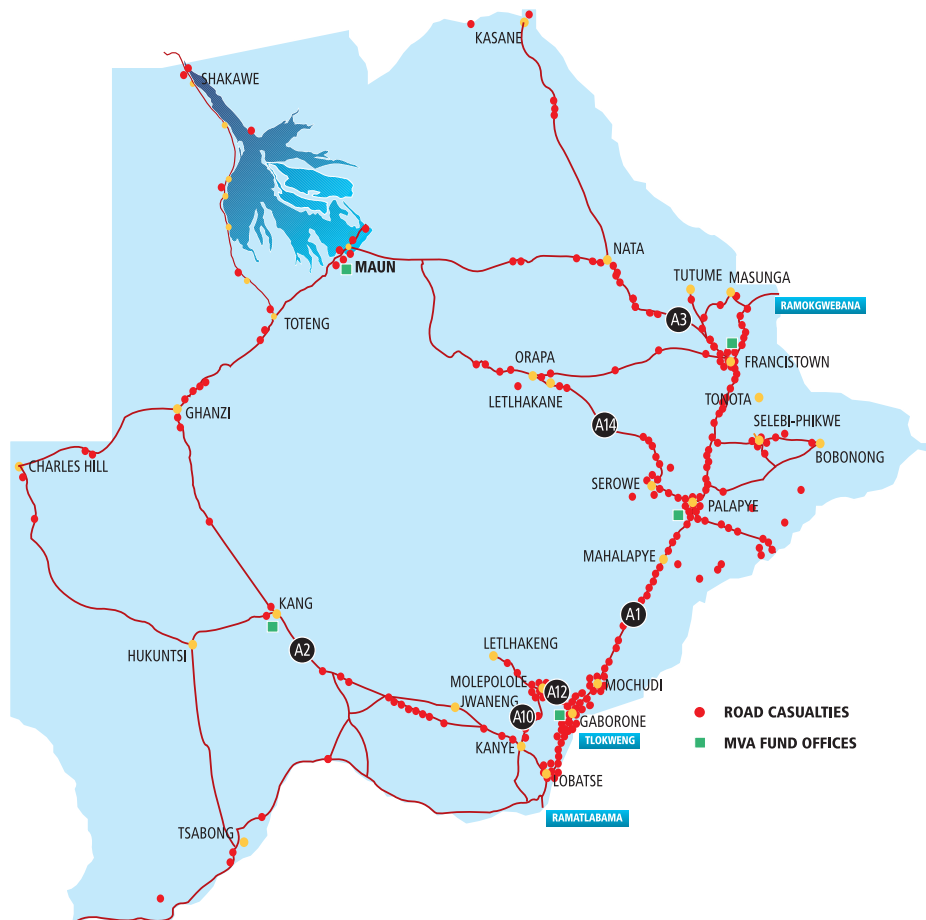 KASANE
SHAKAWE
NATA
MAUN
TUTUME
MASUNGA
RAMOKGWEBANA
A3
TOTENG
ORAPA
FRANCISTOWN
LETLHAKANE
TONOTA
GHANZI
A14
SELEBI-PHIKWE
BOBONONG
CHARLES HILL
SEROWE
PALAPYE
MAHALAPYE
KANG
A1
A2
LETLHAKENG
HUKUNTSI
MOLEPOLOLE
A12
MOCHUDI
JWANENG
A10
GABORONE
ROAD CASUALTIES
TLOKWENG
MVA FUND OFFICES
KANYE
LOBATSE
RAMATLABAMA
TSABONG